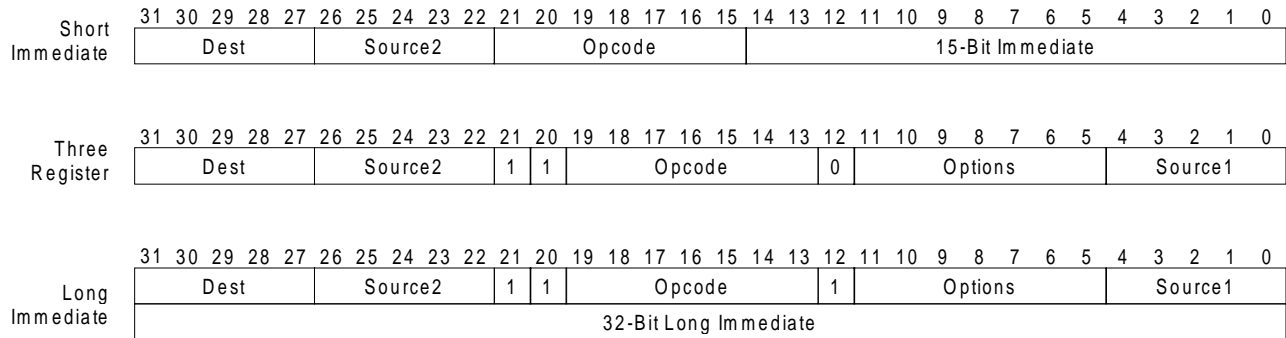 31 30 29 28 27 26 25 24 23 22 21 20 19 18 17 16 15 14 13 12 11 10 9 8 7 6 5 4 3 2 1 0
Short
Immediate
Dest Source2 Opcode 15-Bit Immediate
31 30 29 28 27 26 25 24 23 22 21 20 19 18 17 16 15 14 13 12 11 10 9 8 7 6 5 4 3 2 1 0
Three
Register
Dest Source2 1 1 Opcode 0 Options Source1
31 30 29 28 27 26 25 24 23 22 21 20 19 18 17 16 15 14 13 12 11 10 9 8 7 6 5 4 3 2 1 0
Dest Source2 1 1 Opcode 1 Options Source1
Long
Immediate
32-Bit Long Immediate